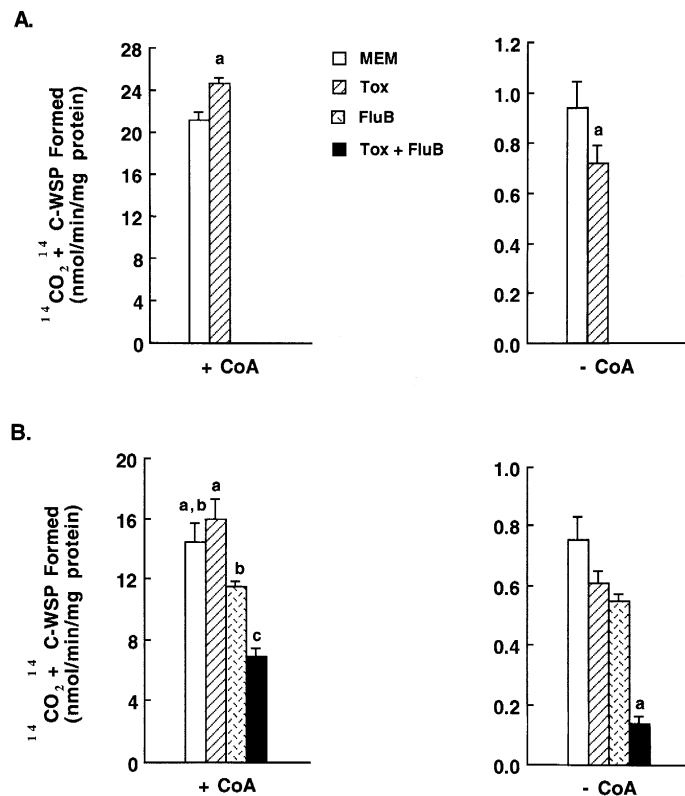 A.
14CO2 + 14C-WSP Formed
(nmol/min/mg protein)
28
24
20
16
12
8
4
0
a
+ CoA
MEM
Tox
FluB
Tox + FluB
1.2
1.0
0.8
0.6
0.4
0.2
0.0
a
- CoA
B.
14CO2 + 14C-WSP Formed
(nmol/min/mg protein)
20
16
12
8
4
0
a,b
a
b
c
+ CoA
1.0
0.8
0.6
0.4
0.2
0.0
a
- CoA